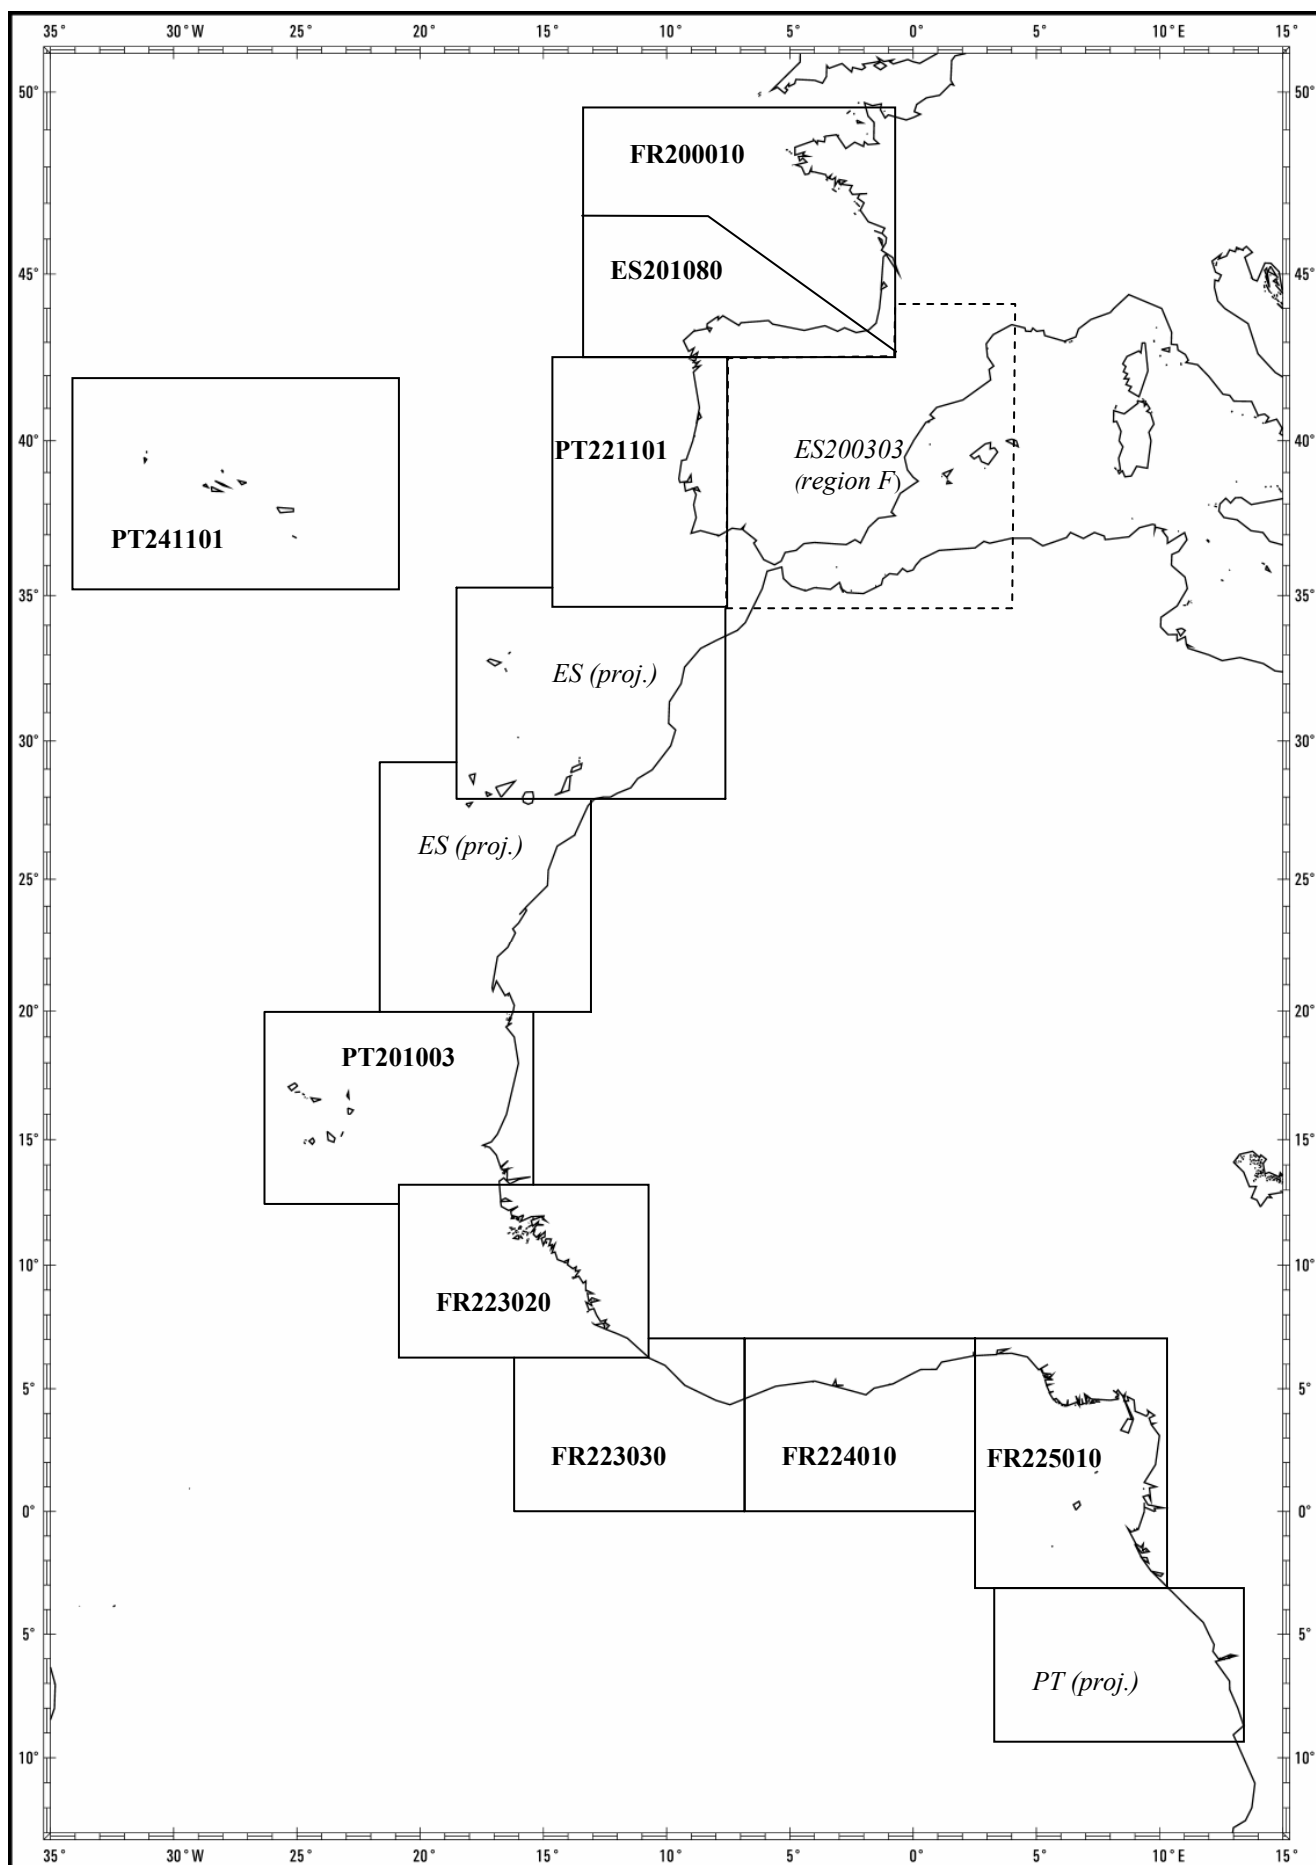 35° 30° W 25° 20° 15° 10° 5° 0° 5° 10° E 15°
50° 50°
FR200010
ES201080
45° 45°
40° 40°
PT221101
ES200303
(region F)
PT241101
35° 35°
ES (proj.)
30° 30°
ES (proj.)
25° 25°
20° 20°
PT201003
15° 15°
10° 10°
FR223020
5° 5°
FR223030 FR224010 FR225010
0° 0°
5° 5°
PT (proj.)
10° 10°
35° 30° W 25° 20° 15° 10° 5° 0° 5° 10° E 15°